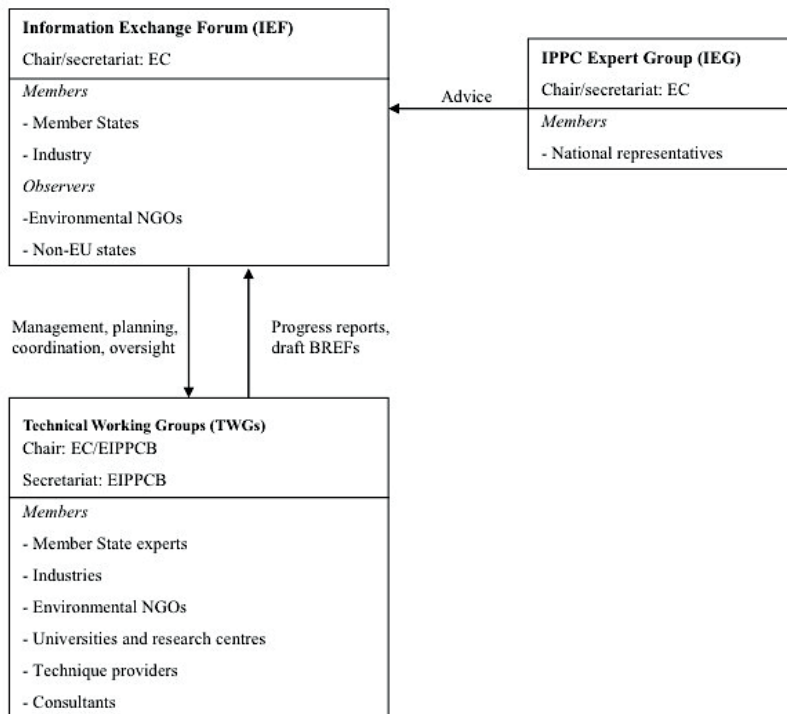 Information Exchange Forum (IEF)
Chair/secretariat: EC
Members
- Member States
- Industry
Observers
-Environmental NGOs
- Non-EU states
Advice
IPPC Expert Group (IEG)
Chair/secretariat: EC
Members
- National representatives
Management, planning,
coordination, oversight
Progress reports,
draft BREFs
Technical Working Groups (TWGs)
Chair: EC/EIPPCB
Secretariat: EIPPCB
Members
- Member State experts
- Industries
- Environmental NGOs
- Universities and research centres
- Technique providers
- Consultants